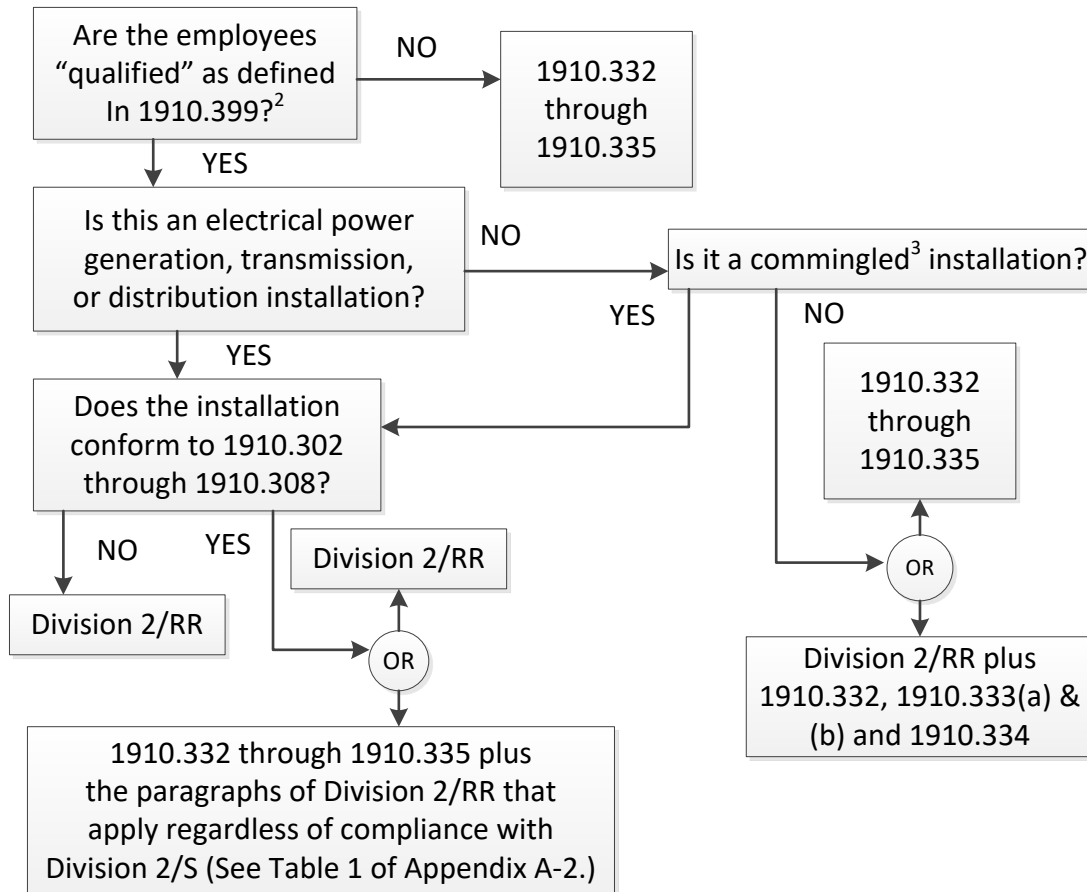 Are the employees
“qualified” as defined
In 1910.399?²
NO
1910.332
through
1910.335
YES
Is this an electrical power
generation, transmission,
or distribution installation?
NO
Is it a commingled³ installation?
YES
NO
YES
1910.332
through
1910.335
Does the installation
conform to 1910.302
through 1910.308?
NO
YES
Division 2/RR
OR
Division 2/RR
OR
Division 2/RR plus
1910.332, 1910.333(a) &
(b) and 1910.334
1910.332 through 1910.335 plus
the paragraphs of Division 2/RR that
apply regardless of compliance with
Division 2/S (See Table 1 of Appendix A-2.)